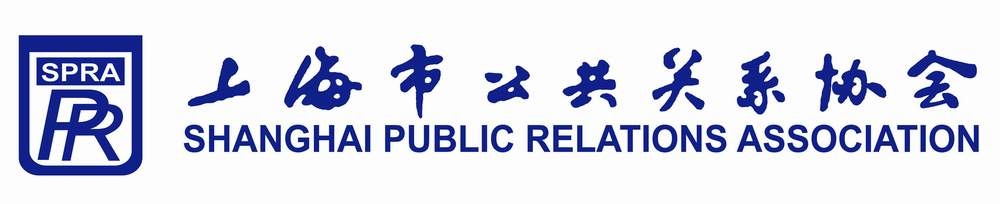 SPRA
PR
上海市公共关系协会
SHANGHAI PUBLIC RELATIONS ASSOCIATION